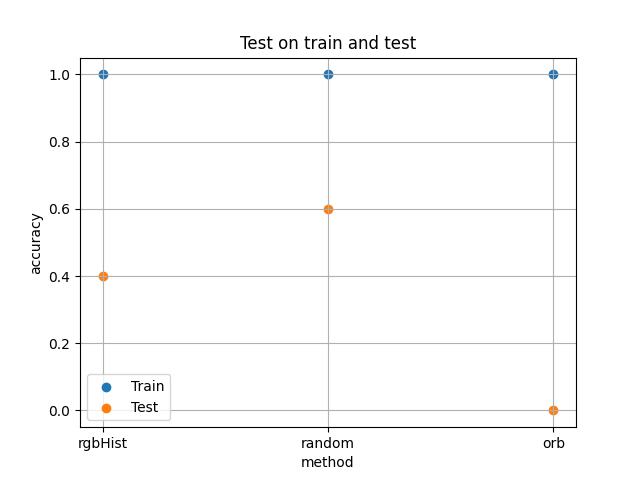 Test on train and test
1.0
0.8
0.6
0.4
0.2
0.0
accuracy
Train
Test
rgbHist
random
orb
method